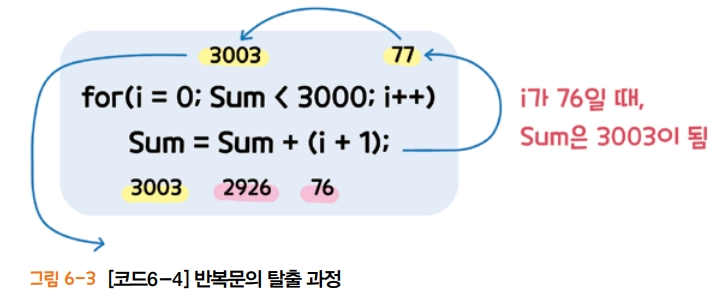 3003 77
for(i = 0; Sum < 3000; i++)
Sum = Sum + (i + 1);
3003 2926 76
i가 76일 때,
Sum은 3003이 됨
그림 6-3 [코드6-4] 반복문의 탈출 과정